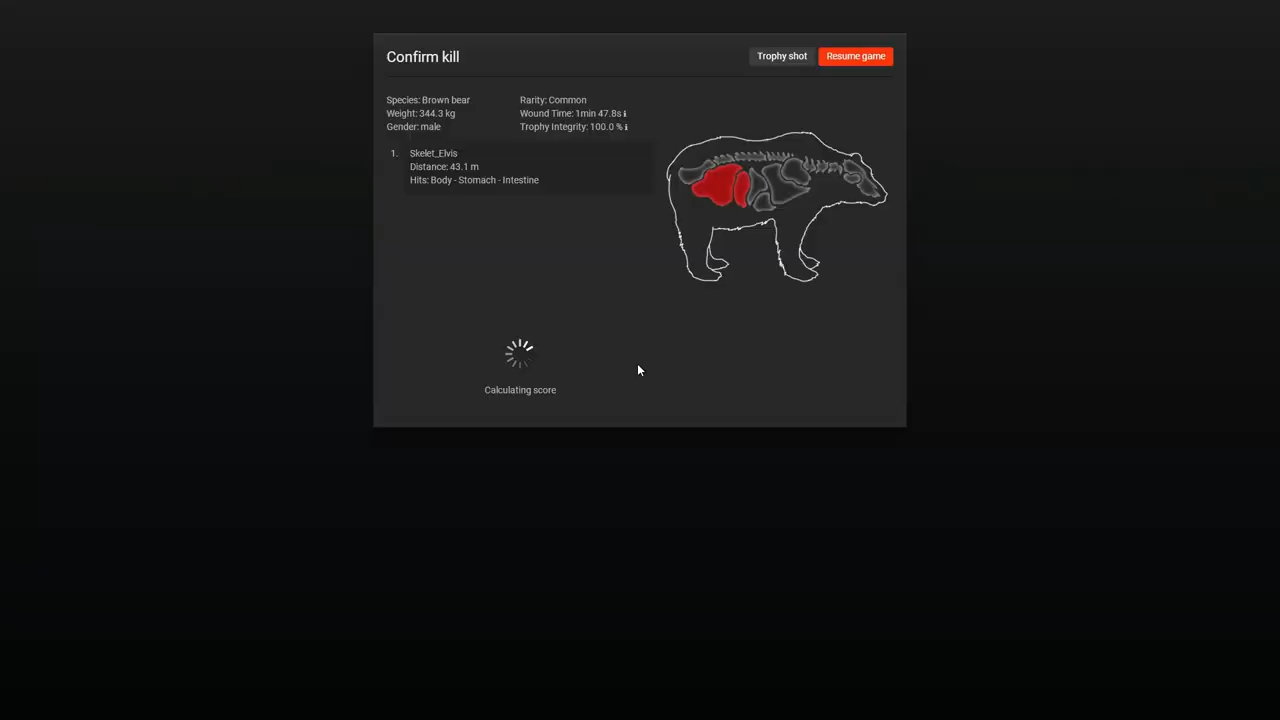 Confirm kill
Trophy shot
Resume game
Species: Brown bear
Rarity: Common
Weight: 344.3 kg
Wound Time: 1min 47.8s i
Gender: male
Trophy Integrity: 100.0 % i
1. Skelet_Elvis
Distance: 43.1 m
Hits: Body - Stomach - Intestine
Calculating score